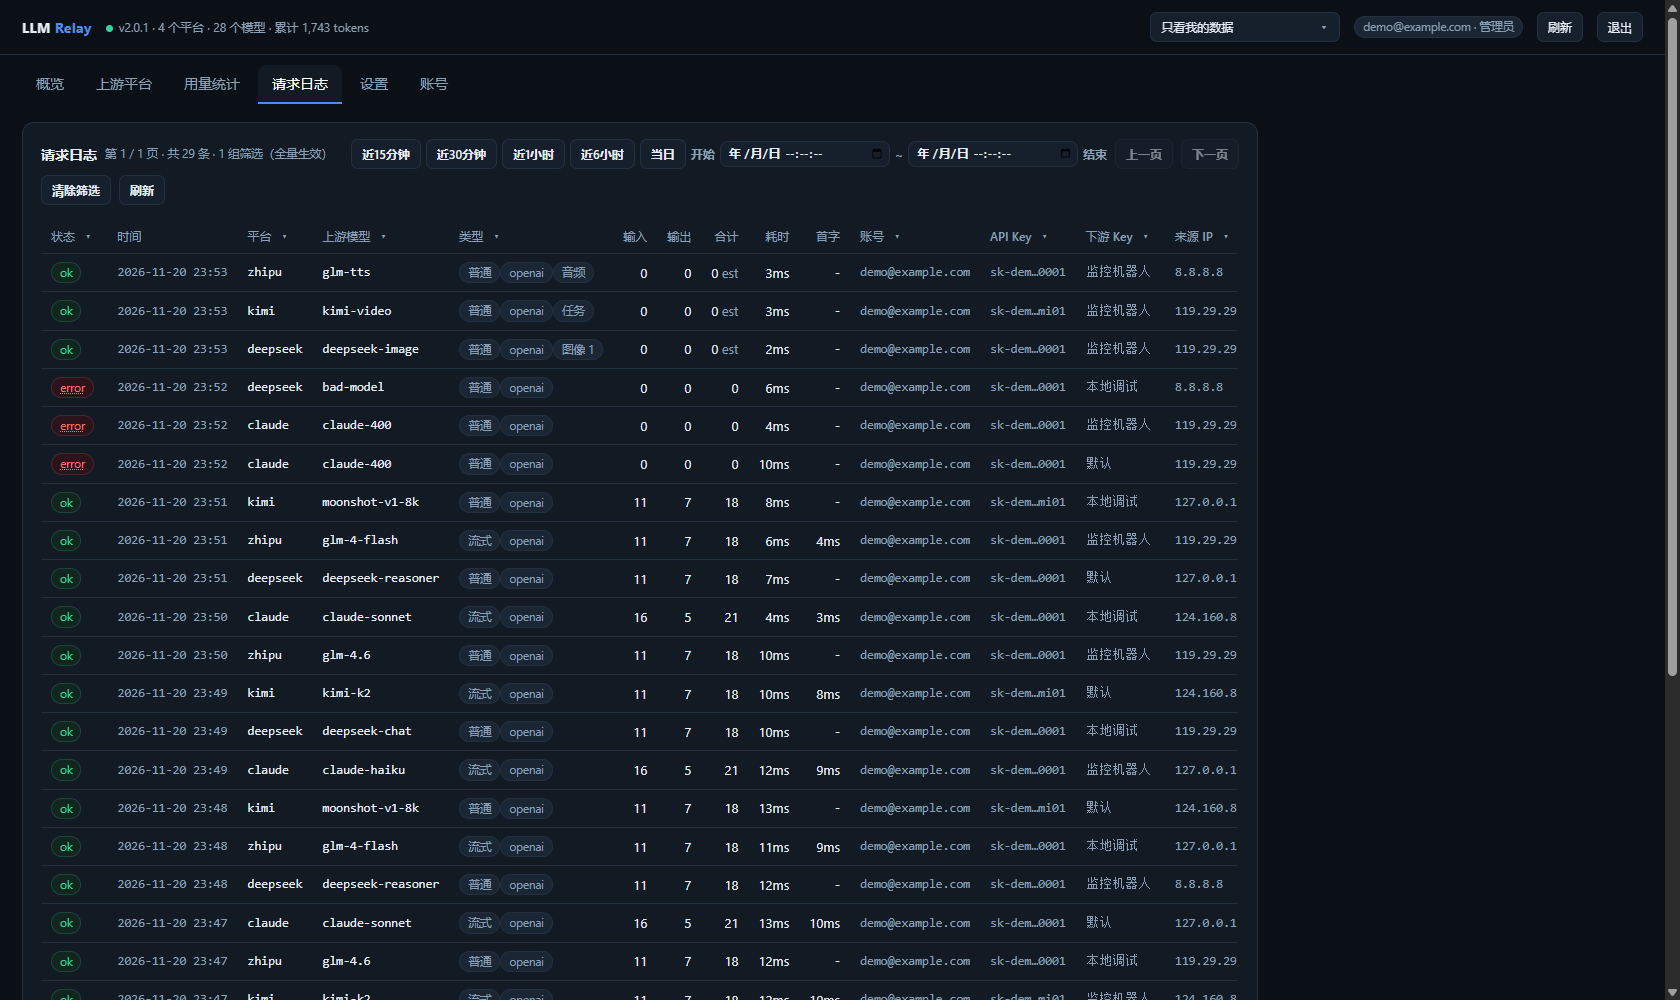 LLM Relay v2.0.1 · 4 个平台 · 28 个模型 · 累计 1,743 tokens 只看我的数据 demo@example.com · 管理员 刷新 退出
概览 上游平台 用量统计 请求日志 设置 账号
请求日志 第 1 / 1 页 · 共 29 条 · 1 组筛选（全量生效） 近15分钟 近30分钟 近1小时 近6小时 当日 开始 年 /月/日 --:--:-- ~ 年 /月/日 --:--:-- 结束 上一页 下一页
清除筛选 刷新
状态 时间 平台 上游模型 类型 输入 输出 合计 耗时 首字 账号 API Key 下游 Key 来源 IP
ok 2026-11-20 23:53 zhipu glm-tts 普通 openai 音频 0 0 0 est 3ms - demo@example.com sk-dem…0001 监控机器人 8.8.8.8
ok 2026-11-20 23:53 kimi kimi-video 普通 openai 任务 0 0 0 est 3ms - demo@example.com sk-dem…mi01 监控机器人 119.29.29
ok 2026-11-20 23:53 deepseek deepseek-image 普通 openai 图像 1 0 0 0 est 2ms - demo@example.com sk-dem…0001 监控机器人 119.29.29
error 2026-11-20 23:52 deepseek bad-model 普通 openai 0 0 0 6ms - demo@example.com sk-dem…0001 本地调试 8.8.8.8
error 2026-11-20 23:52 claude claude-400 普通 openai 0 0 0 4ms - demo@example.com sk-dem…0001 监控机器人 119.29.29
error 2026-11-20 23:52 claude claude-400 普通 openai 0 0 0 10ms - demo@example.com sk-dem…0001 默认 119.29.29
ok 2026-11-20 23:51 kimi moonshot-v1-8k 普通 openai 11 7 18 8ms - demo@example.com sk-dem…mi01 本地调试 127.0.0.1
ok 2026-11-20 23:51 zhipu glm-4-flash 流式 openai 11 7 18 6ms 4ms demo@example.com sk-dem…0001 监控机器人 119.29.29
ok 2026-11-20 23:51 deepseek deepseek-reasoner 普通 openai 11 7 18 7ms - demo@example.com sk-dem…0001 默认 127.0.0.1
ok 2026-11-20 23:50 claude claude-sonnet 流式 openai 16 5 21 4ms 3ms demo@example.com sk-dem…0001 本地调试 124.160.8
ok 2026-11-20 23:50 zhipu glm-4.6 普通 openai 11 7 18 10ms - demo@example.com sk-dem…0001 监控机器人 119.29.29
ok 2026-11-20 23:49 kimi kimi-k2 流式 openai 11 7 18 10ms 8ms demo@example.com sk-dem…mi01 默认 124.160.8
ok 2026-11-20 23:49 deepseek deepseek-chat 普通 openai 11 7 18 10ms - demo@example.com sk-dem…0001 本地调试 119.29.29
ok 2026-11-20 23:49 claude claude-haiku 流式 openai 16 5 21 12ms 9ms demo@example.com sk-dem…0001 监控机器人 127.0.0.1
ok 2026-11-20 23:48 kimi moonshot-v1-8k 普通 openai 11 7 18 13ms - demo@example.com sk-dem…mi01 默认 124.160.8
ok 2026-11-20 23:48 zhipu glm-4-flash 流式 openai 11 7 18 11ms 9ms demo@example.com sk-dem…0001 本地调试 127.0.0.1
ok 2026-11-20 23:48 deepseek deepseek-reasoner 普通 openai 11 7 18 12ms - demo@example.com sk-dem…0001 监控机器人 8.8.8.8
ok 2026-11-20 23:47 claude claude-sonnet 流式 openai 16 5 21 13ms 10ms demo@example.com sk-dem…0001 默认 127.0.0.1
ok 2026-11-20 23:47 zhipu glm-4.6 普通 openai 11 7 18 12ms - demo@example.com sk-dem…0001 本地调试 119.29.29
ok 2026-11-20 23:47 kimi kimi-k2 流式 openai 11 7 18 12ms 10ms demo@example.com sk-dem…mi01 监控机器人 124.160.8